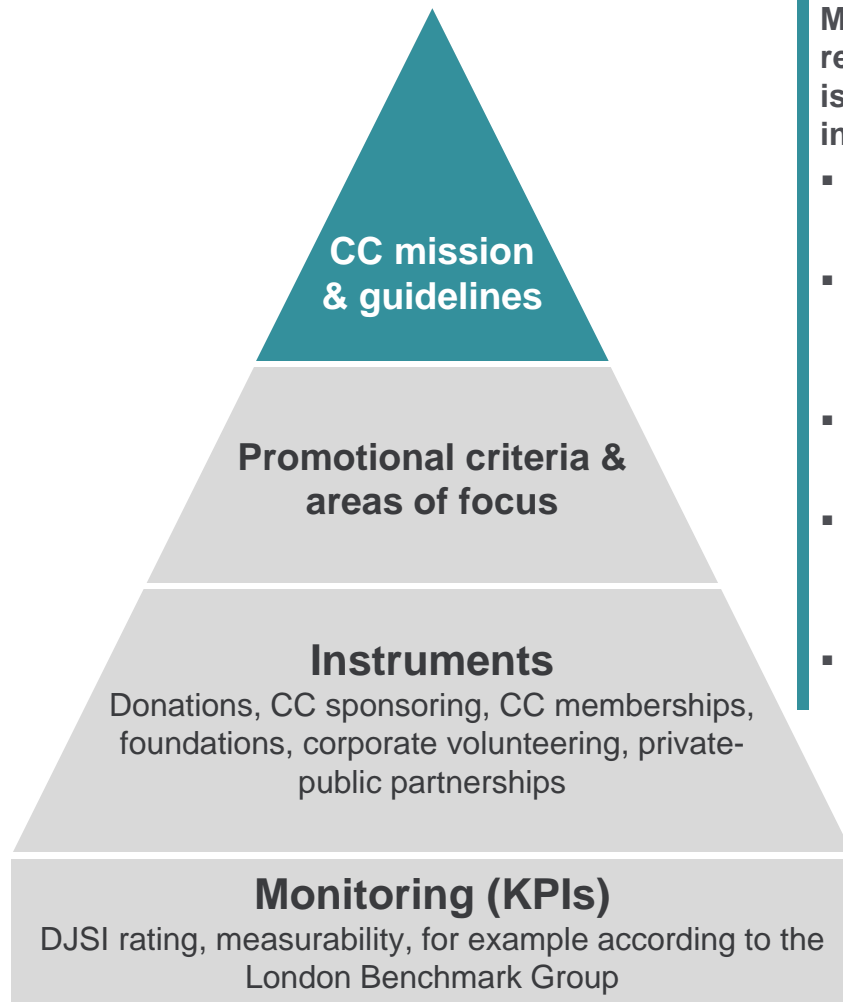 CC mission
& guidelines
Promotional criteria &
areas of focus
Instruments
Donations, CC sponsoring, CC memberships,
foundations, corporate volunteering, private-
public partnerships
Monitoring (KPIs)
DJSI rating, measurability, for example according to the
London Benchmark Group